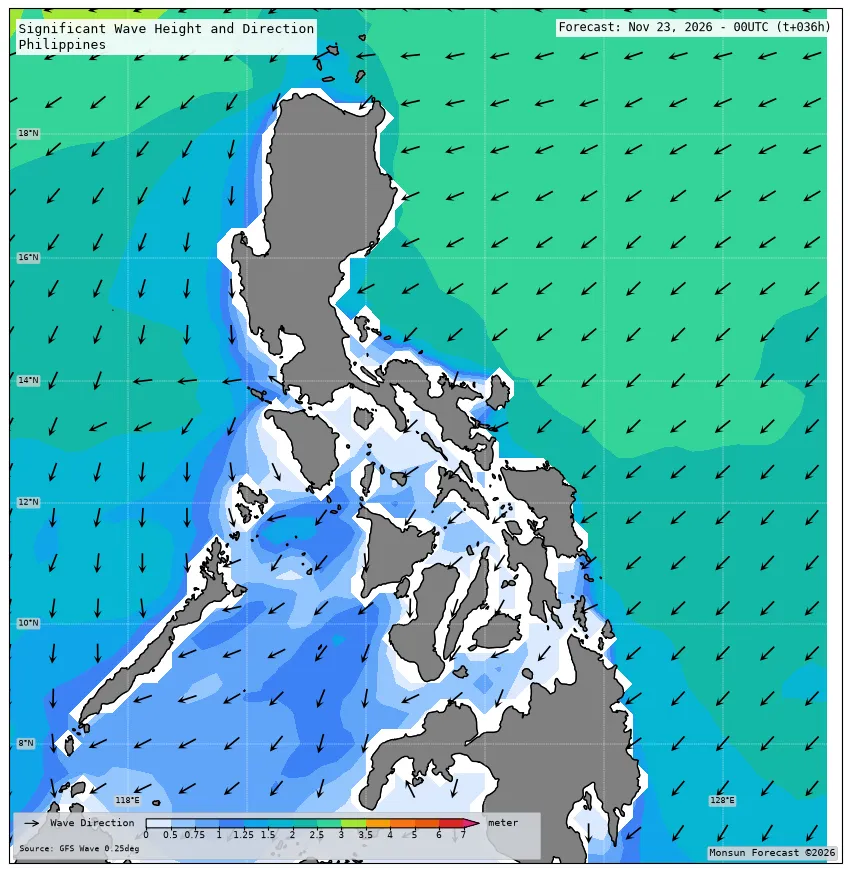 Significant Wave Height and Direction
Philippines
Forecast: Nov 23, 2026 - 00UTC (t+036h)
18°N
16°N
14°N
12°N
10°N
8°N
118°E
128°E
Wave Direction
0 0.5 0.75 1 1.25 1.5 2 2.5 3 3.5 4 5 6 7
meter
Source: GFS Wave 0.25deg
Monsun Forecast ©2026